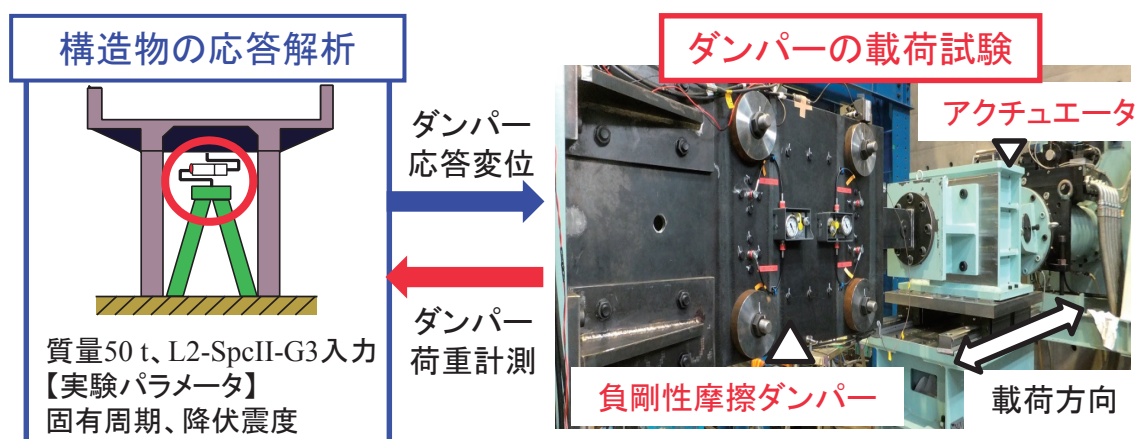 構造物の応答解析
質量50 t、L2-SpcII-G3入力
【実験パラメータ】
固有周期、降伏震度
ダンパー
応答変位
ダンパー
荷重計測
ダンパーの載荷試験
アクチュエータ
負剛性摩擦ダンパー
載荷方向